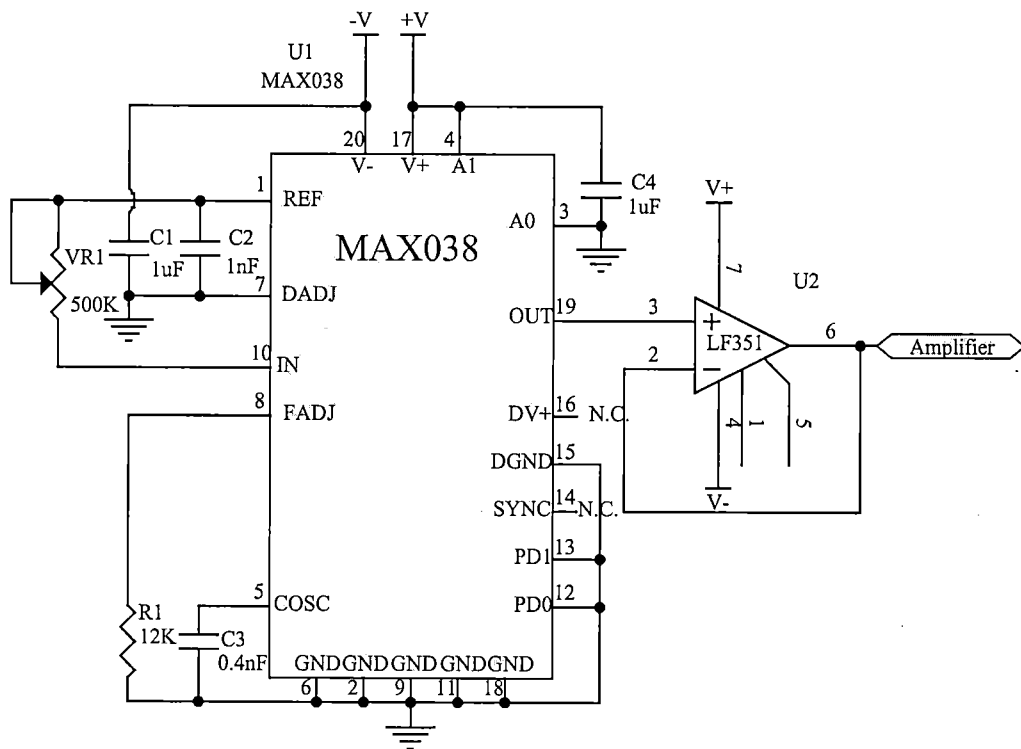 -V
+V
U1
MAX038
20
17
4
V-
V+
A1
1
REF
C1
1uF
C2
1nF
VR1
500K
7
DADJ
10
IN
8
FADJ
MAX038
C4
1uF
3
A0
OUT
19
3
2
V+
7
U2
LF351
+
−
6
Amplifier
4
1
5
V-
DV+
16
N.C.
DGND
15
SYNC
14
N.C.
PD1
13
PD0
12
5
COSC
R1
12K
C3
0.4nF
GND
GND
GND
GND
GND
6
2
9
11
18